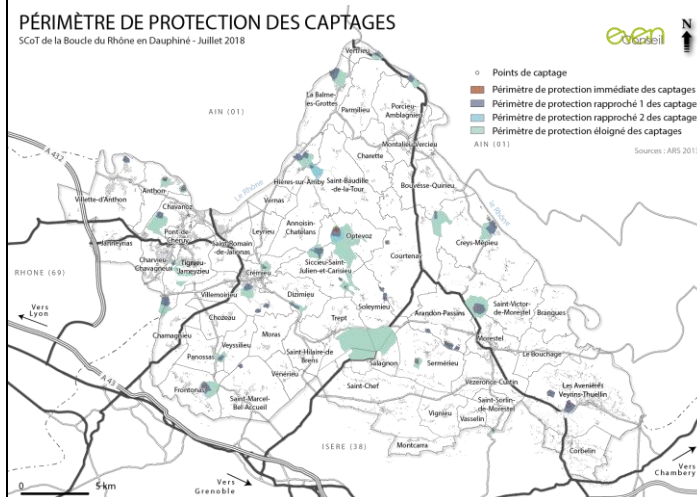 PÉRIMÈTRE DE PROTECTION DES CAPTAGES
SCoT de la Boucle du Rhône en Dauphiné - Juillet 2018
even
Conseil
N
Points de captage
Périmètre de protection immédiate des captages
Périmètre de protection rapproché 1 des captage
Périmètre de protection rapproché 2 des captage
Périmètre de protection éloigné des captages
Sources : ARS 2013
AIN (01)
AIN (01)
Vertrieu
La Balme-
les-Grottes
Parmilieu
Porcieu-
Amblagnieu
Montalieu-Vercieu
Charette
Bouvesse-Quirieu
Hières-sur-Amby
Saint-Baudille
-de-la-Tour
Le Rhône
le Rhône
Vernas
A 432
Anthon
Villette-d'Anthon
Chavanoz
Annoisin-
Chatelans
Optevoz
Leyrieu
Creys-Mépieu
Pont-de
Chéruy
Janneyrias
Saint-Romain-
de-Jalionas
Charvieu-
Chavagneux
Tignieu-
Jameyzieu
Crémieu
Siccieu-Saint-
Julien-et-Carisieu
Courtenay
RHONE (69)
Vers
Lyon
Villemoirieu
Dizimieu
Soleymieu
Arandon-Passins
Saint-Victor-
de-Morestel
Brangues
Chozeau
Trept
Chamagnieu
Moras
Morestel
Veyssilieu
Panossas
Saint-Hilaire de
Brens
Salagnon
Sermérieu
Le Bouchage
A 43
Vénérieu
Frontonas
Saint-Chef
Vézeronce-Curtin
Les Avenières
Veyrins-Thuellin
Saint-Marcel-
Bel-Accueil
Vignieu
Saint-Sorlin-
de-Morestel
Vasselin
ISERE (38)
Montcarra
Corbelin
Vers
Chambery
Vers
Grenoble
0
5 km